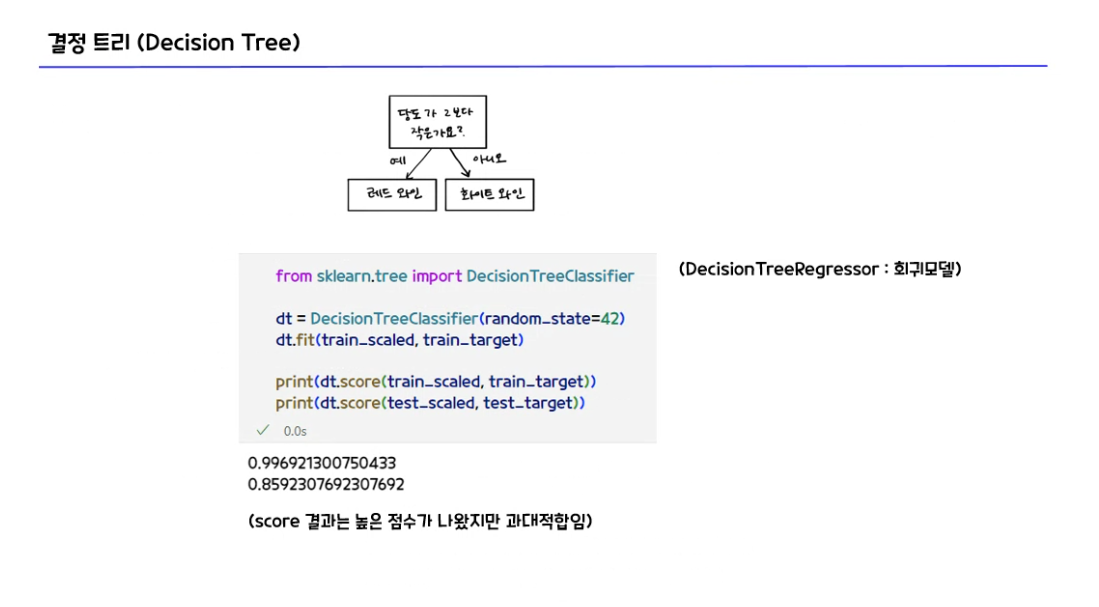 결정 트리 (Decision Tree)
당도가 2보다
작은가요?
예
아니오
레드 와인
화이트 와인
from sklearn.tree import DecisionTreeClassifier
(DecisionTreeRegressor : 회귀모델)
dt = DecisionTreeClassifier(random_state=42)
dt.fit(train_scaled, train_target)
print(dt.score(train_scaled, train_target))
print(dt.score(test_scaled, test_target))
0.0s
0.996921300750433
0.8592307692307692
(score 결과는 높은 점수가 나왔지만 과대적합임)